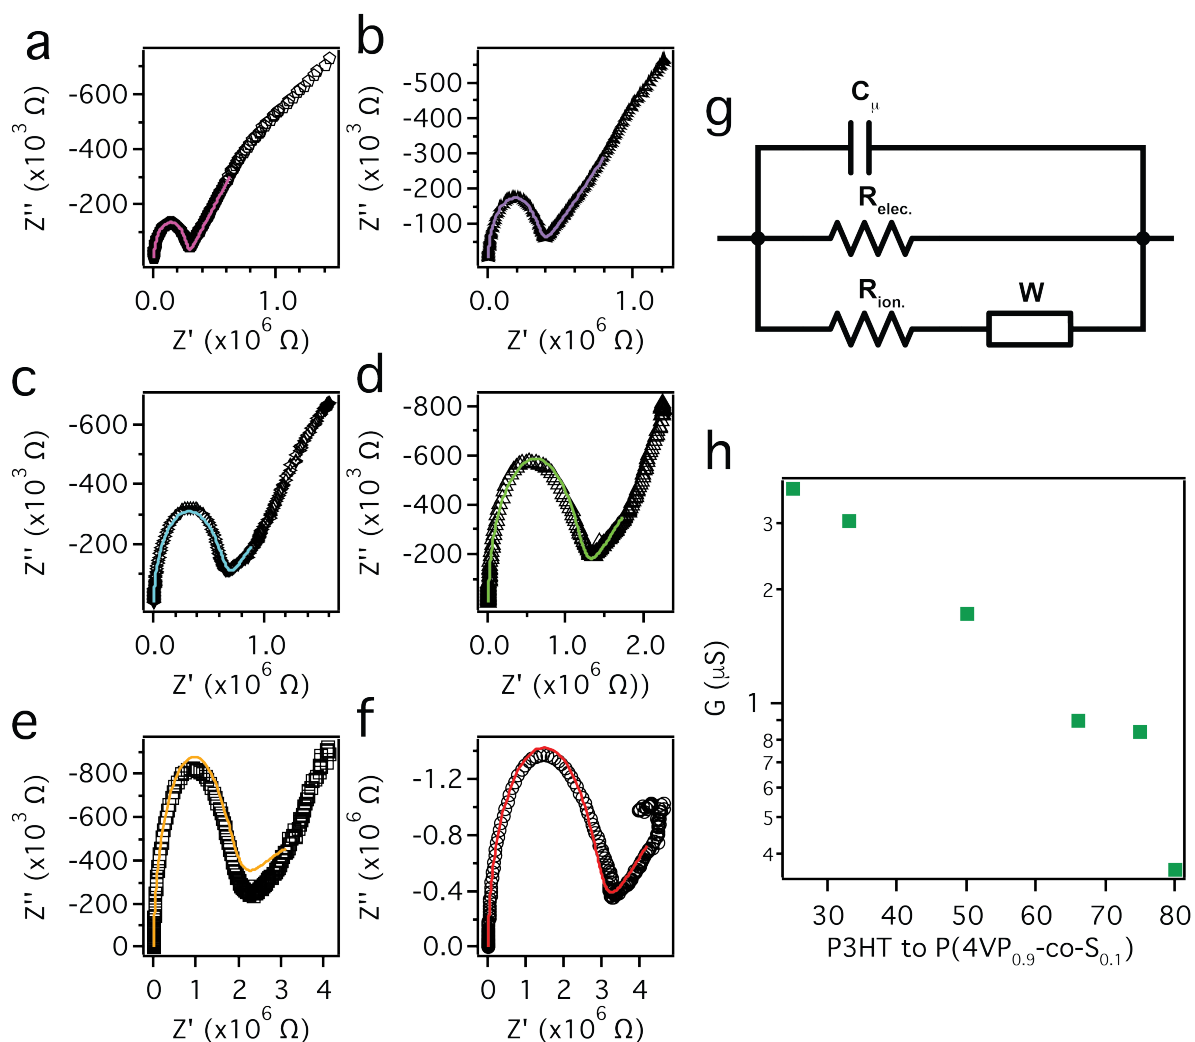 a
-600
-400
-200
Z'' (x10³ Ω)
0.0 1.0
Z' (x10⁶ Ω)
b
-500
-400
-300
-200
-100
Z'' (x10³ Ω)
0.0 1.0
Z' (x10⁶ Ω)
c
-600
-400
-200
Z'' (x10³ Ω)
0.0 1.0
Z' (x10⁶ Ω)
d
-800
-600
-400
-200
Z'' (x10³ Ω)
0.0 1.0 2.0
Z' (x10⁶ Ω))
e
-800
-600
-400
-200
0
Z'' (x10³ Ω)
0 1 2 3 4
Z' (x10⁶ Ω)
f
-1.2
-0.8
-0.4
0.0
Z'' (x10⁶ Ω)
0 1 2 3 4
Z' (x10⁶ Ω)
g
Cμ
Relec.
Rion.
W
h
3
2
1
8
7
6
5
4
G (μS)
30 40 50 60 70 80
P3HT to P(4VP0.9-co-S0.1)